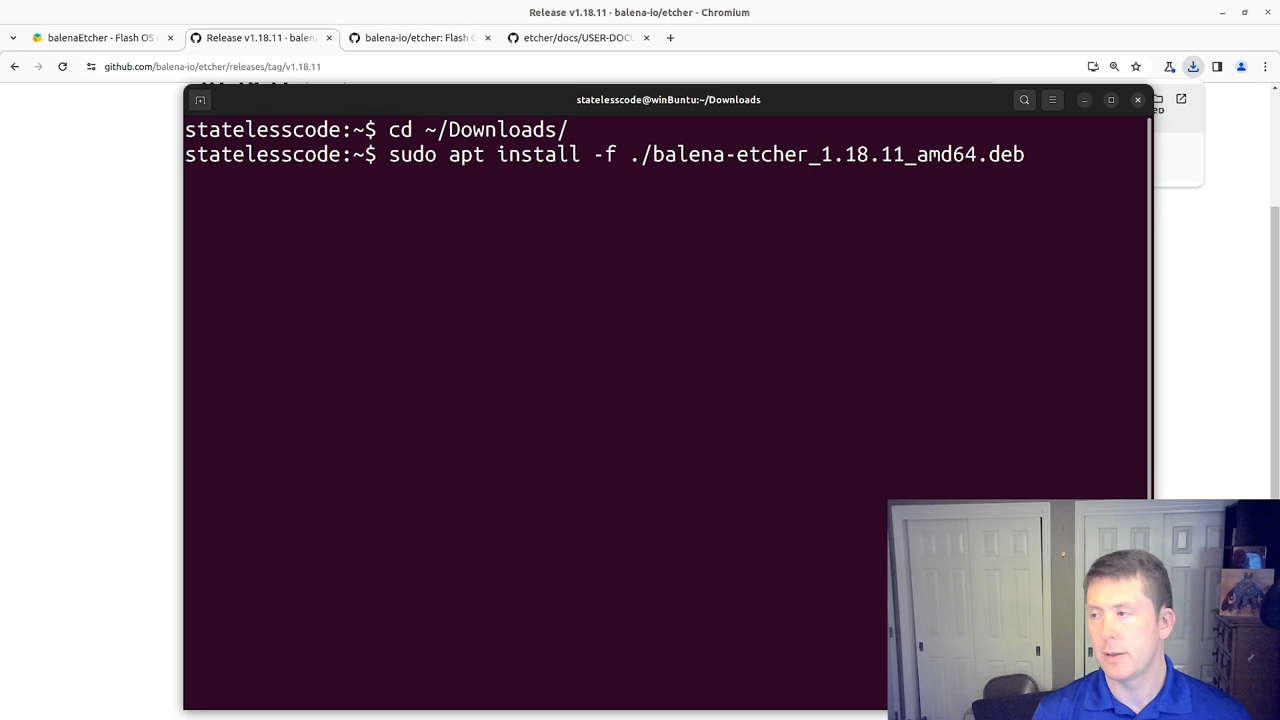 Release v1.18.11 · balena-io/etcher - Chromium
balenaEtcher - Flash OS
Release v1.18.11 · balena
balena-io/etcher: Flash
etcher/docs/USER-DOCU
github.com/balena-io/etcher/releases/tag/v1.18.11
statelesscode@winBuntu:~/Downloads
statelesscode:~$ cd ~/Downloads/
statelesscode:~$ sudo apt install -f ./balena-etcher_1.18.11_amd64.deb